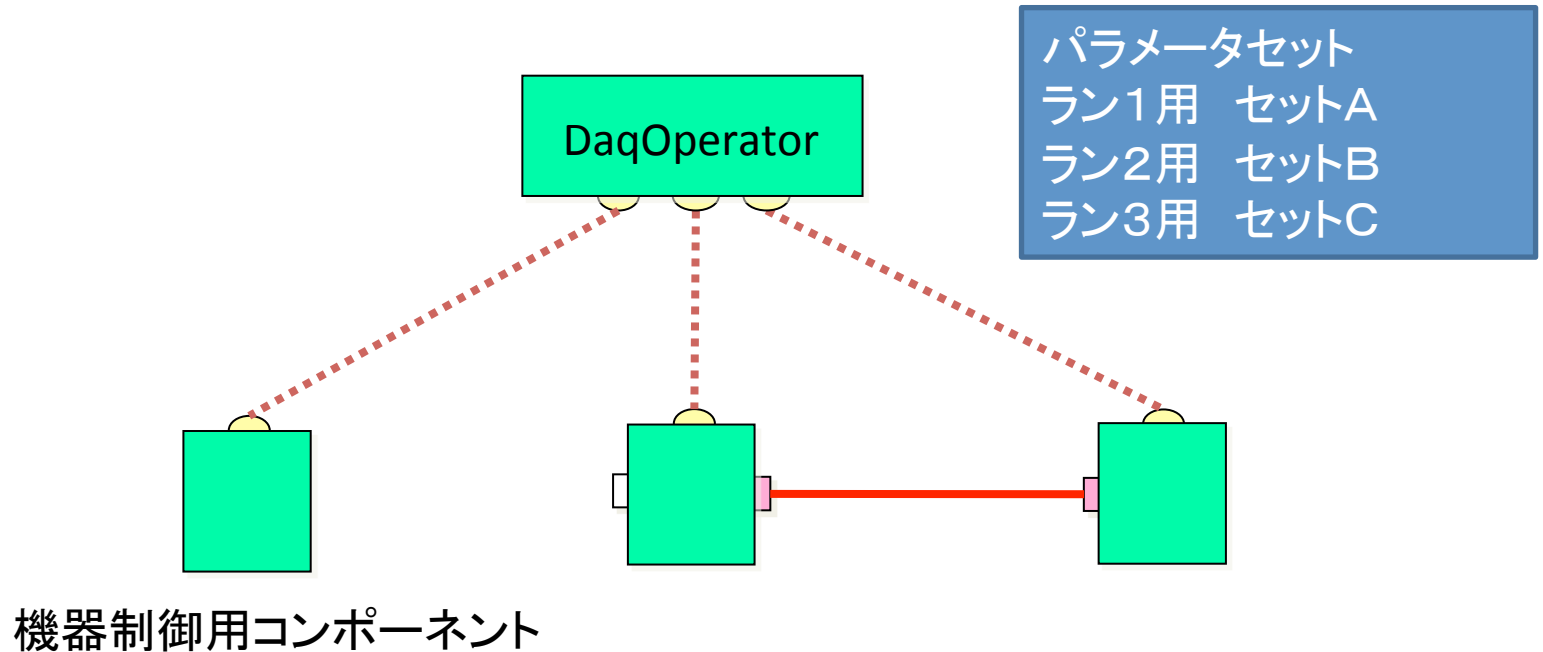 パラメータセット
ラン１用　セットA
ラン２用　セットB
ラン３用　セットC
DaqOperator
機器制御用コンポーネント